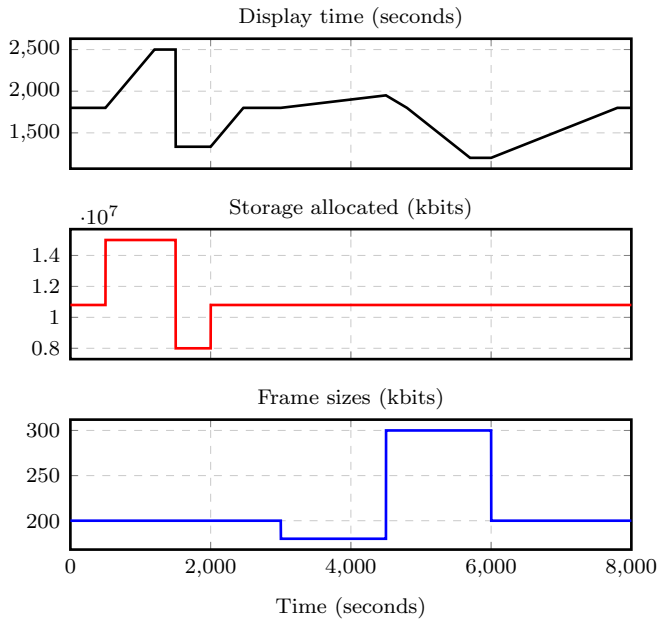 Display time (seconds)
2,500
2,000
1,500
Storage allocated (kbits)
·10^7
1.4
1.2
1
0.8
Frame sizes (kbits)
300
250
200
0 2,000 4,000 6,000 8,000
Time (seconds)